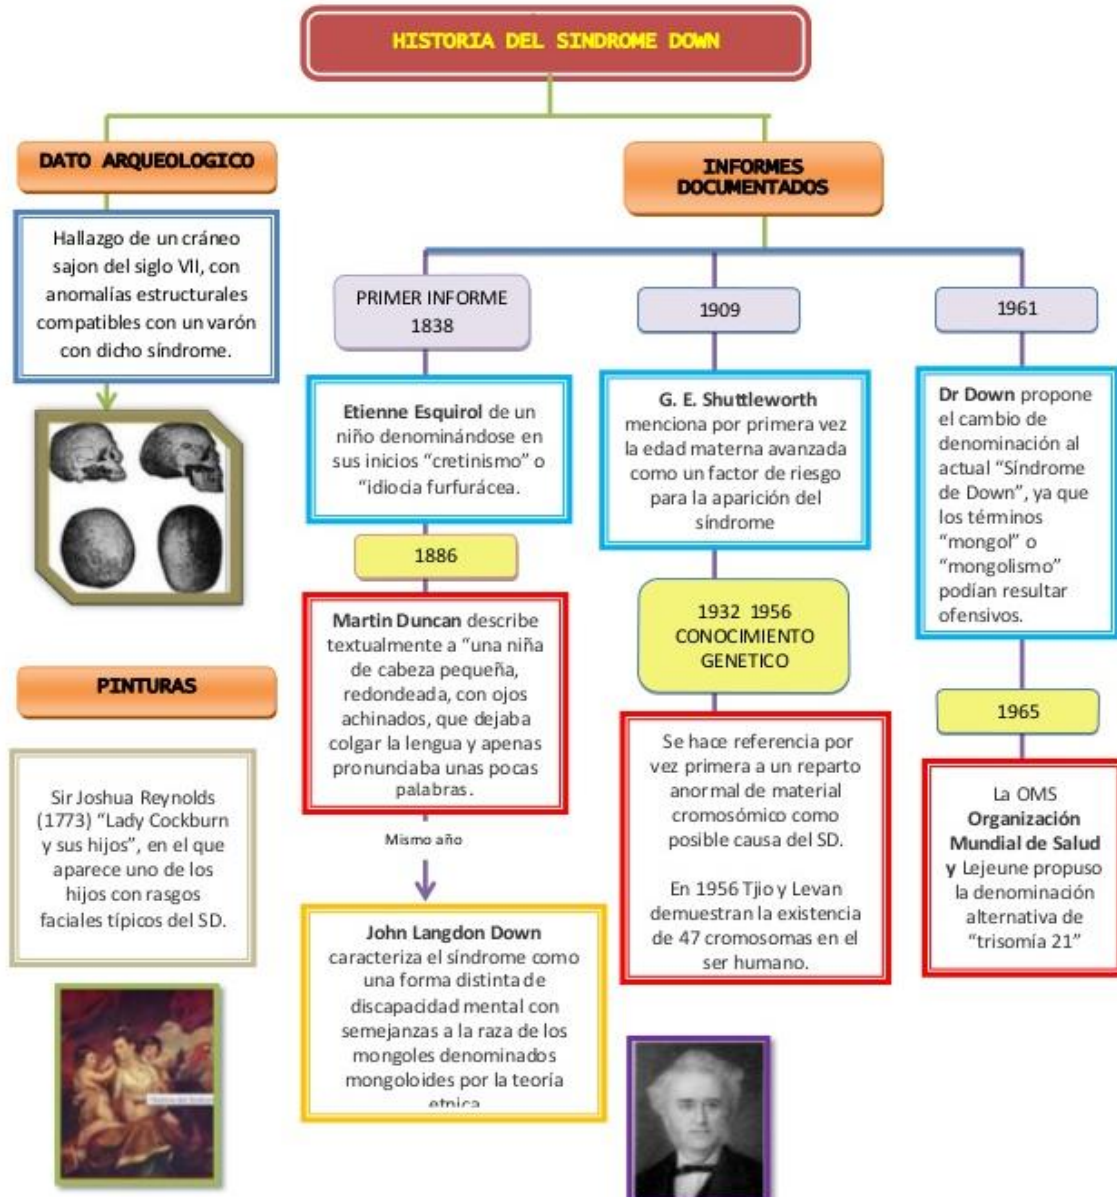 HISTORIA DEL SINDROME DOWN
DATO ARQUEOLOGICO
Hallazgo de un cráneo
sajon del siglo VII, con
anomalías estructurales
compatibles con un varón
con dicho síndrome.
PINTURAS
Sir Joshua Reynolds
(1773) “Lady Cockburn
y sus hijos”, en el que
aparece uno de los
hijos con rasgos
faciales típicos del SD.
INFORMES
DOCUMENTADOS
PRIMER INFORME
1838
Etienne Esquirol de un
niño denominándose en
sus inicios “cretinismo” o
“idiocia furfurácea.
1886
Martin Duncan describe
textualmente a “una niña
de cabeza pequeña,
redondeada, con ojos
achinados, que dejaba
colgar la lengua y apenas
pronunciaba unas pocas
palabras.
Mismo año
John Langdon Down
caracteriza el síndrome como
una forma distinta de
discapacidad mental con
semejanzas a la raza de los
mongoles denominados
mongoloides por la teoría
etnica
1909
G. E. Shuttleworth
menciona por primera vez
la edad materna avanzada
como un factor de riesgo
para la aparición del
síndrome
1932 1956
CONOCIMIENTO
GENETICO
Se hace referencia por
vez primera a un reparto
anormal de material
cromosómico como
posible causa del SD.
En 1956 Tjio y Levan
demuestran la existencia
de 47 cromosomas en el
ser humano.
1961
Dr Down propone
el cambio de
denominación al
actual “Síndrome
de Down”, ya que
los términos
“mongol” o
“mongolismo”
podían resultar
ofensivos.
1965
La OMS
Organización
Mundial de Salud
y Lejeune propuso
la denominación
alternativa de
“trisomía 21”